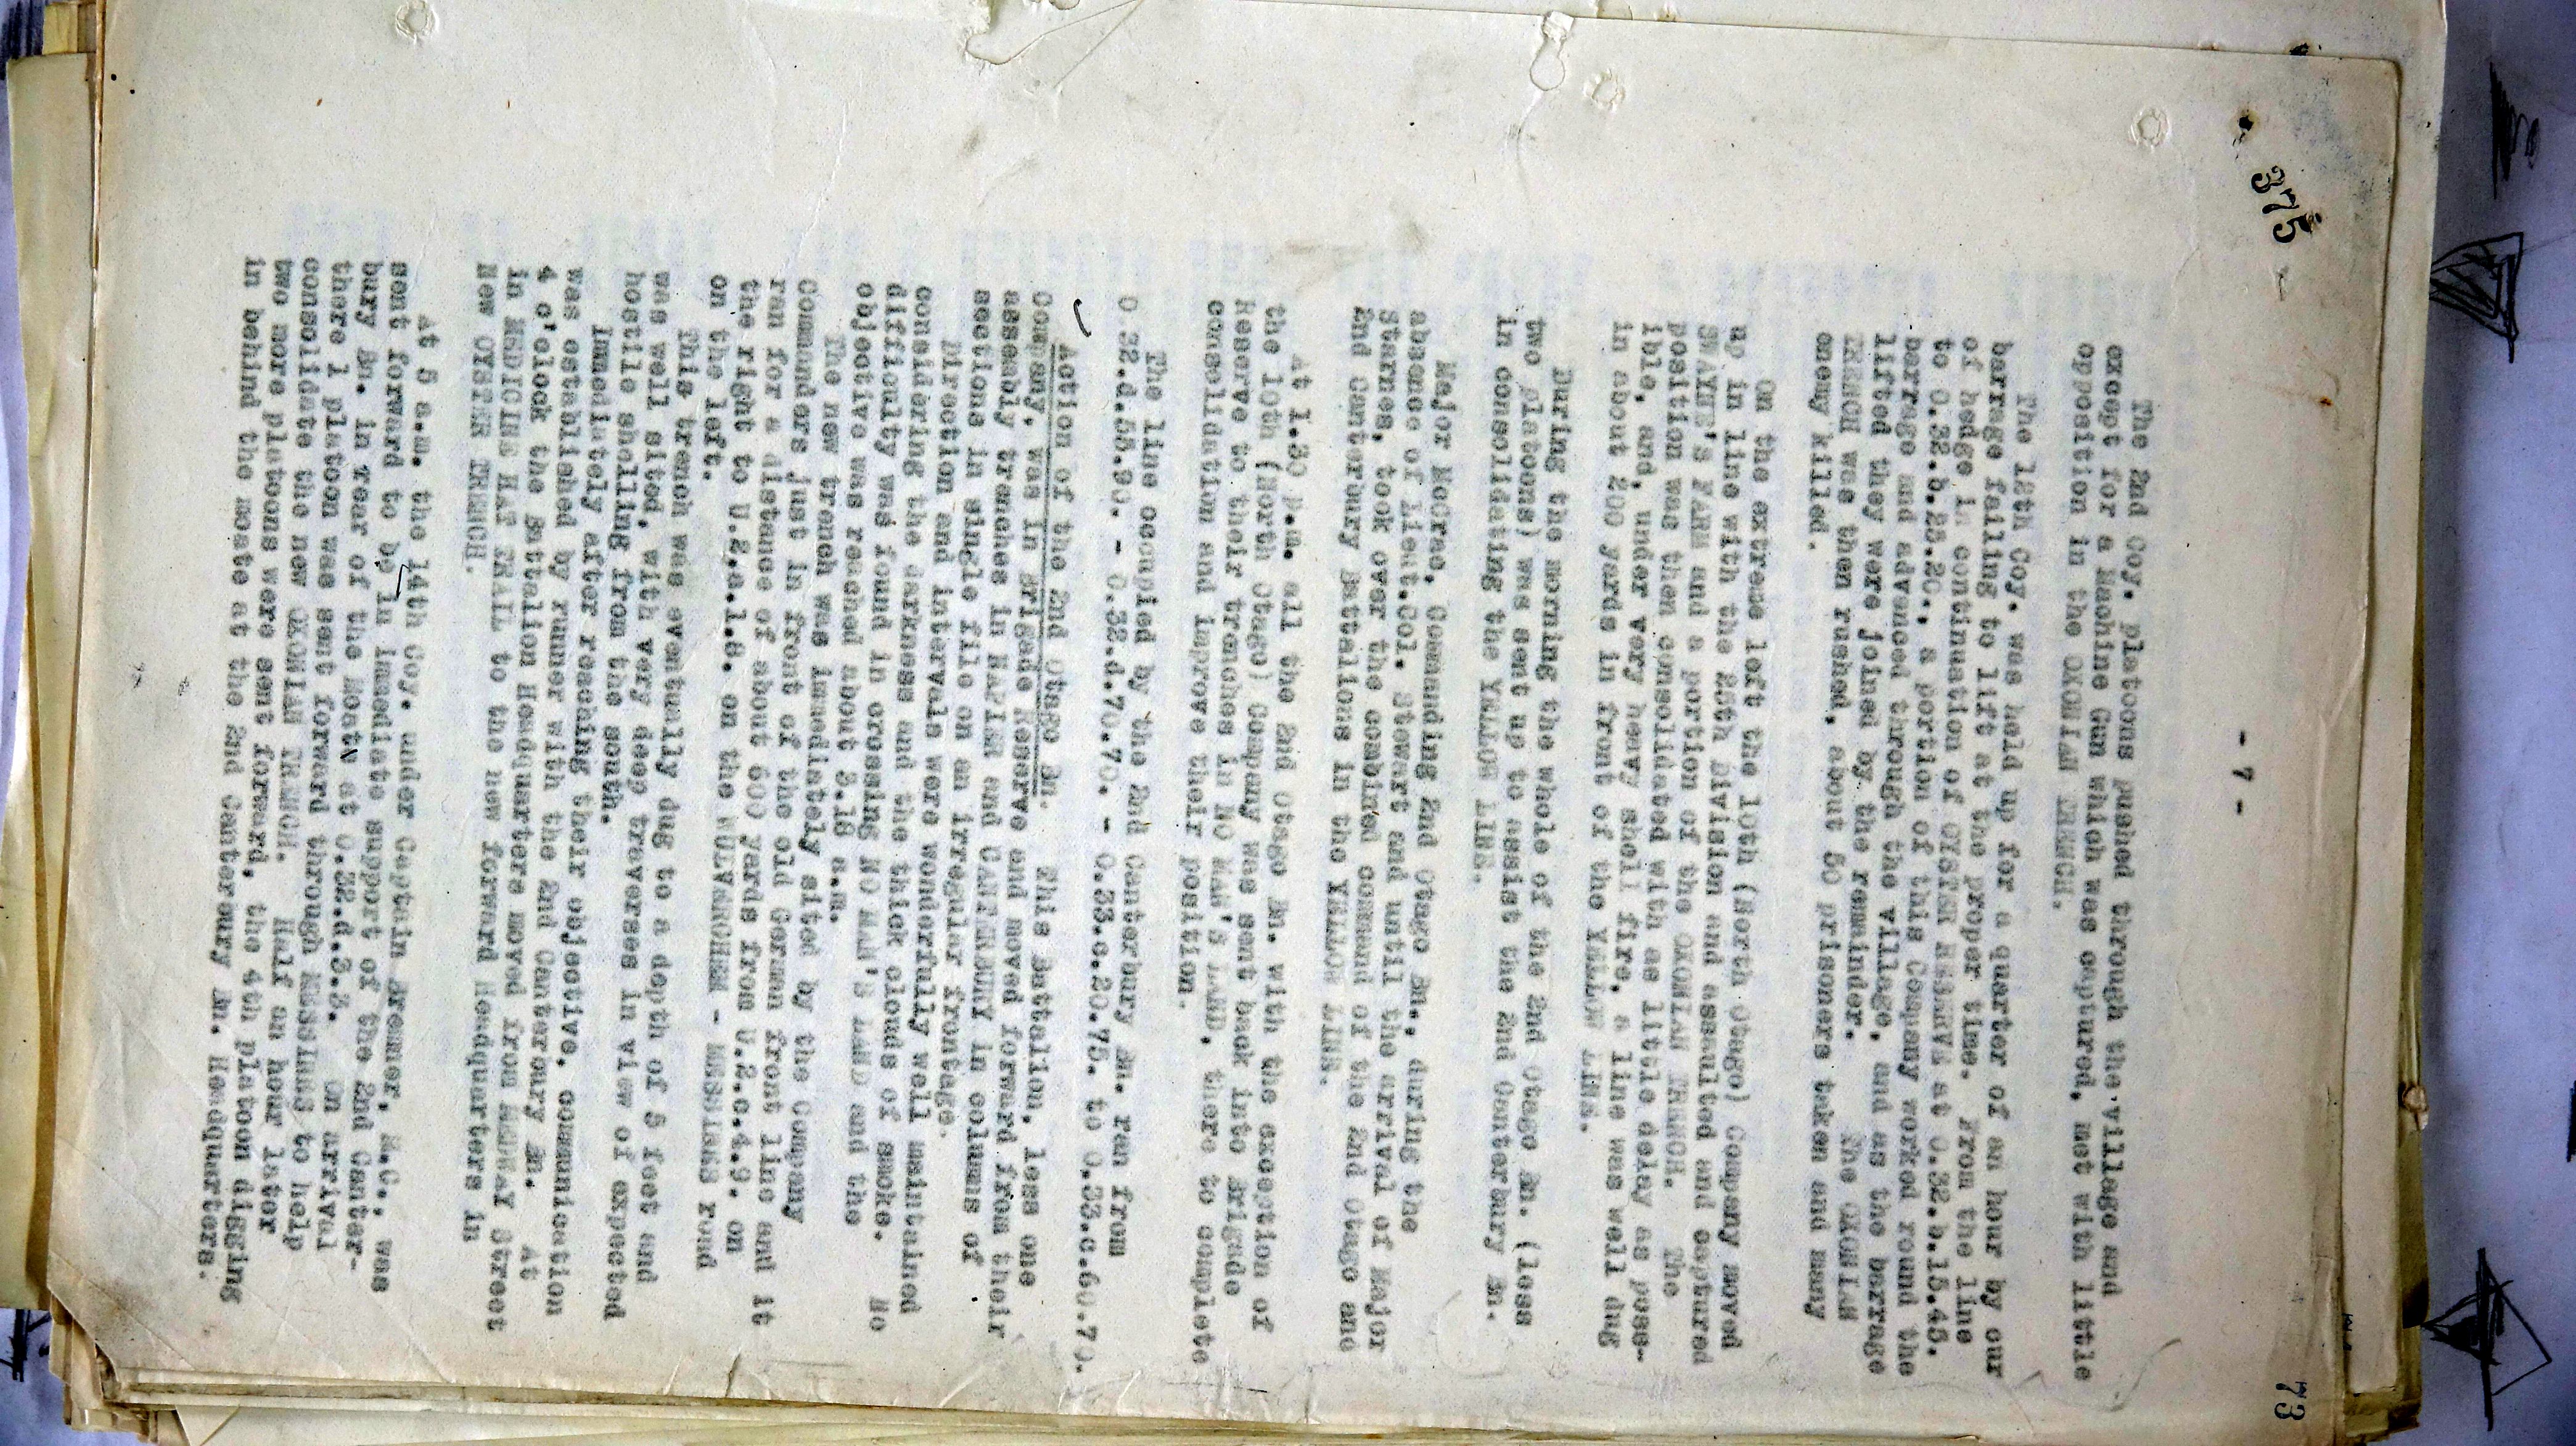 375
73
- 7 -
The 2nd Coy. platoons pushed through the village and
except for a Machine Gun which was captured, met with little
opposition in the OXONIAN TRENCH.
The 12th Coy. was held up for a quarter of an hour by our
barrage failing to lift at the proper time. From the line
of hedge in continuation of OYSTER RESERVE at O.32.b.15.45.
to O.32.b.25.20., a portion of this Company worked round the
barrage and advanced through the village, and as the barrage
lifted they were joined by the remainder. The OXONIAN
TRENCH was then rushed, about 50 prisoners taken and many
enemy killed.
On the extreme left the 10th (North Otago) Company moved
up in line with the 25th Division and assaulted and captured
SWAYNE'S FARM and a portion of the OXONIAN TRENCH. The
position was then consolidated with as little delay as poss-
ible, and, under very heavy shell fire, a line was well dug
in about 200 yards in front of the YELLOW LINE.
During the morning the whole of the 2nd Otago Bn. (less
two platoons) was sent up to assist the 2nd Canterbury Bn.
in consolidating the YELLOW LINE.
Major McCrae, Commanding 2nd Otago Bn., during the
absence of Lieut.Col. Stewart and until the arrival of Major
Starnes, took over the combined command of the 2nd Otago and
2nd Canterbury Battalions in the YELLOW LINE.
At 1.30 p.m. all the 2nd Otago Bn. with the exception of
the 10th (North Otago) Company was sent back into Brigade
Reserve to their trenches in NO MAN'S LAND, there to complete
consolidation and improve their position.
The line occupied by the 2nd Canterbury Bn. ran from
O 32.d.55.90. - O.32.d.70.70. - O.33.c.20.75. to O.33.c.60.70.
Action of the 2nd Otago Bn. This Battalion, less one
Company, was in Brigade Reserve and moved forward from their
assembly trenches in NAPIER and CANTERBURY in columns of
sections in single file on an irregular frontage.
Direction and intervals were wonderfully well maintained
considering the darkness and the thick clouds of smoke. No
difficulty was found in crossing NO MAN'S LAND and the
objective was reached about 3.18 a.m.
The new trench was immediately sited by the Company
Commanders just in front of the old German front line and it
ran for a distance of about 600 yards from U.2.c.4.9. on
the right to U.2.a.1.8. on the WULVERGHEM - MESSINES road
on the left.
This trench was eventually dug to a depth of 5 feet and
was well sited, with very deep traverses in view of expected
hostile shelling from the south.
Immediately after reaching their objective, communication
was established by runner with the 2nd Canterbury Bn. At
4 o'clock the Battalion Headquarters moved from MEDWAY Street
in MEDICINE HAT TRAIL to the new forward Headquarters in
New OYSTER TRENCH.
At 5 a.m. the 14th Coy. under Captain Bremner, M.C., was
sent forward to be in immediate support of the 2nd Canter-
bury Bn. in rear of the Moate at O.32.d.3.3. On arrival
there 1 platoon was sent forward through MESSINES to help
consolidate the new OXONIAN TRENCH. Half an hour later
two more platoons were sent forward, the 4th platoon digging
in behind the moate at the 2nd Canterbury Bn. Headquarters.